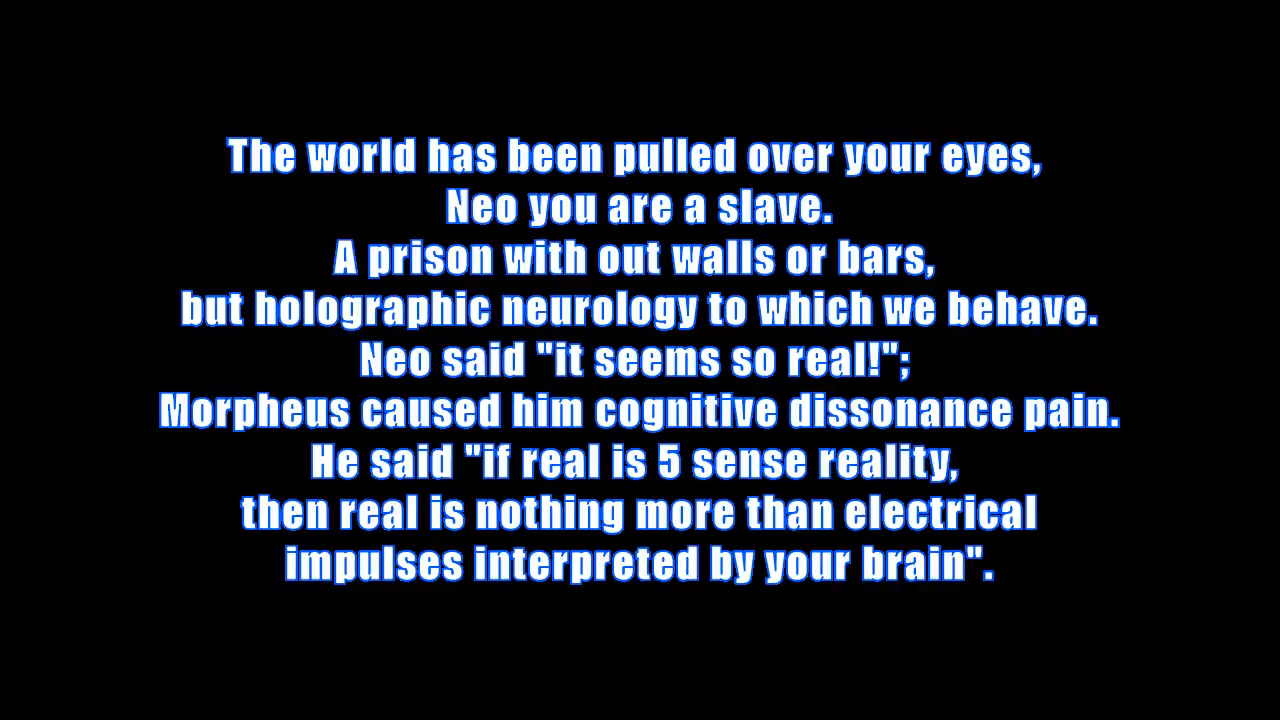 The world has been pulled over your eyes,
Neo you are a slave.
A prison with out walls or bars,
but holographic neurology to which we behave.
Neo said "it seems so real!";
Morpheus caused him cognitive dissonance pain.
He said "if real is 5 sense reality,
then real is nothing more than electrical
impulses interpreted by your brain".